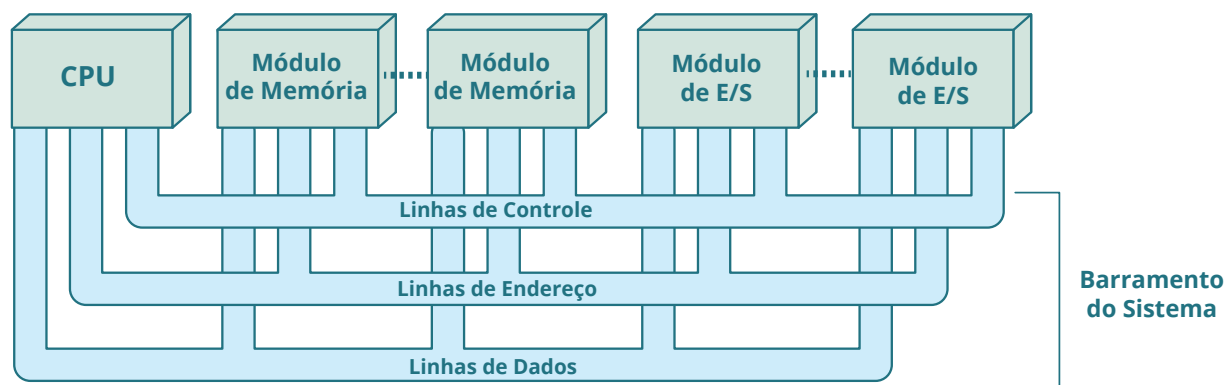 CPU
Módulo
de Memória
Módulo
de Memória
Módulo
de E/S
Módulo
de E/S
Linhas de Controle
Linhas de Endereço
Linhas de Dados
Barramento
do Sistema